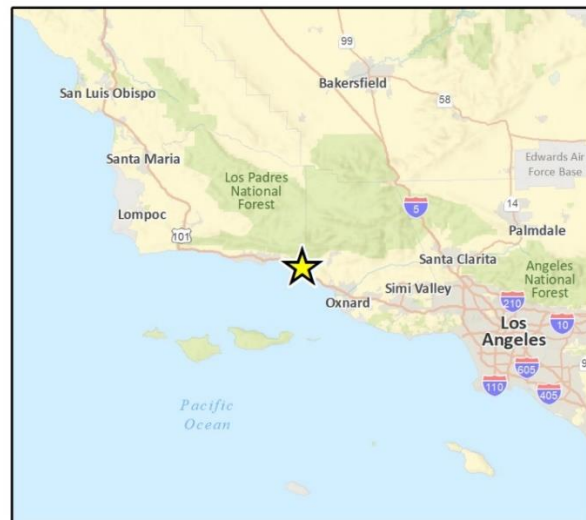 99
Bakersfield
58
San Luis Obispo
Edwards Air
Force Base
Santa Maria
Los Padres
National
Forest
5
14
Lompoc
101
Palmdale
Santa Clarita
Angeles
National
Forest
Simi Valley
Oxnard
210
10
Los
Angeles
605
110
405
9
Pacific
Ocean